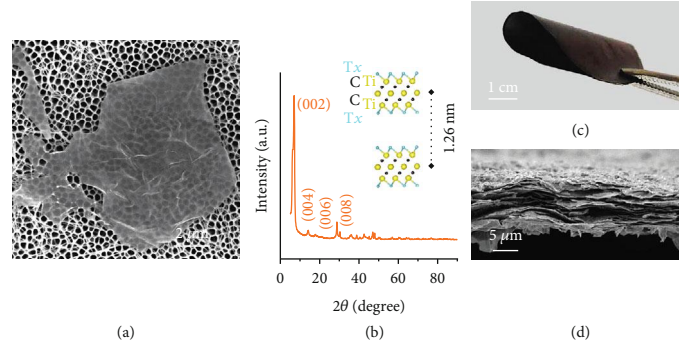 2 μm
(a)
Intensity (a.u.)
(002)
(004)
(006)
(008)
Tx
C Ti
C Ti
Tx
1.26 nm
0 20 40 60 80
2θ (degree)
(b)
1 cm
(c)
5 μm
(d)